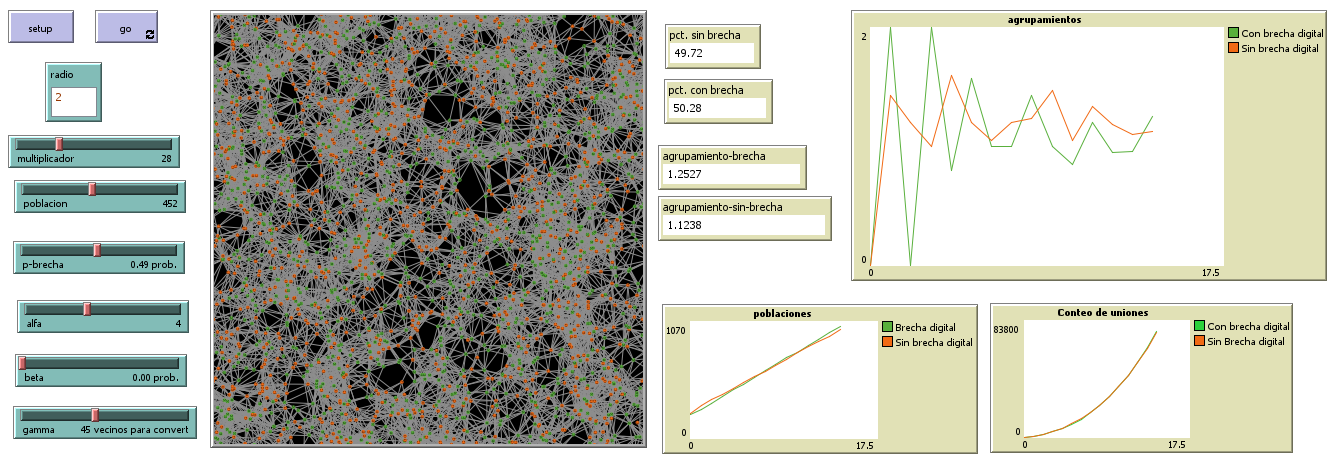 setup
go
radio
2
multiplicador 28
poblacion 452
p-brecha 0.49 prob.
alfa 4
beta 0.00 prob.
gamma 45 vecinos para convert
pct. sin brecha
49.72
pct. con brecha
50.28
agrupamiento-brecha
1.2527
agrupamiento-sin-brecha
1.1238
agrupamientos
2
0
0 17.5
Con brecha digital
Sin brecha digital
poblaciones
1070
0
0 17.5
Brecha digital
Sin brecha digital
Conteo de uniones
83800
0
0 17.5
Con brecha digital
Sin Brecha digital